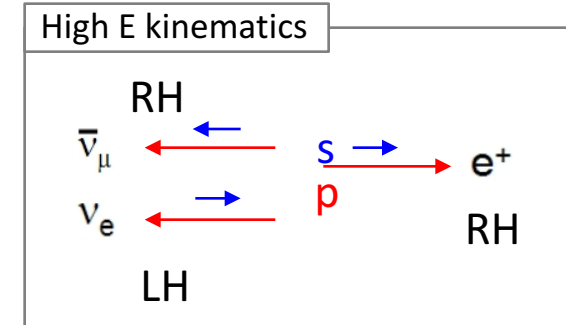 High E kinematics
RH
ν̅μ
s
e⁺
p
νe
RH
LH